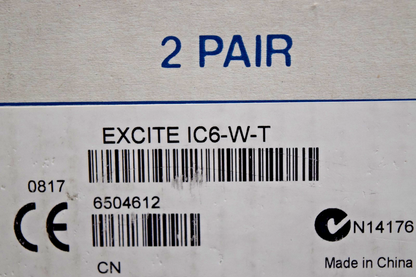 2 PAIR
EXCITE IC6-W-T
0817
6504612
N14176
CN
Made in China